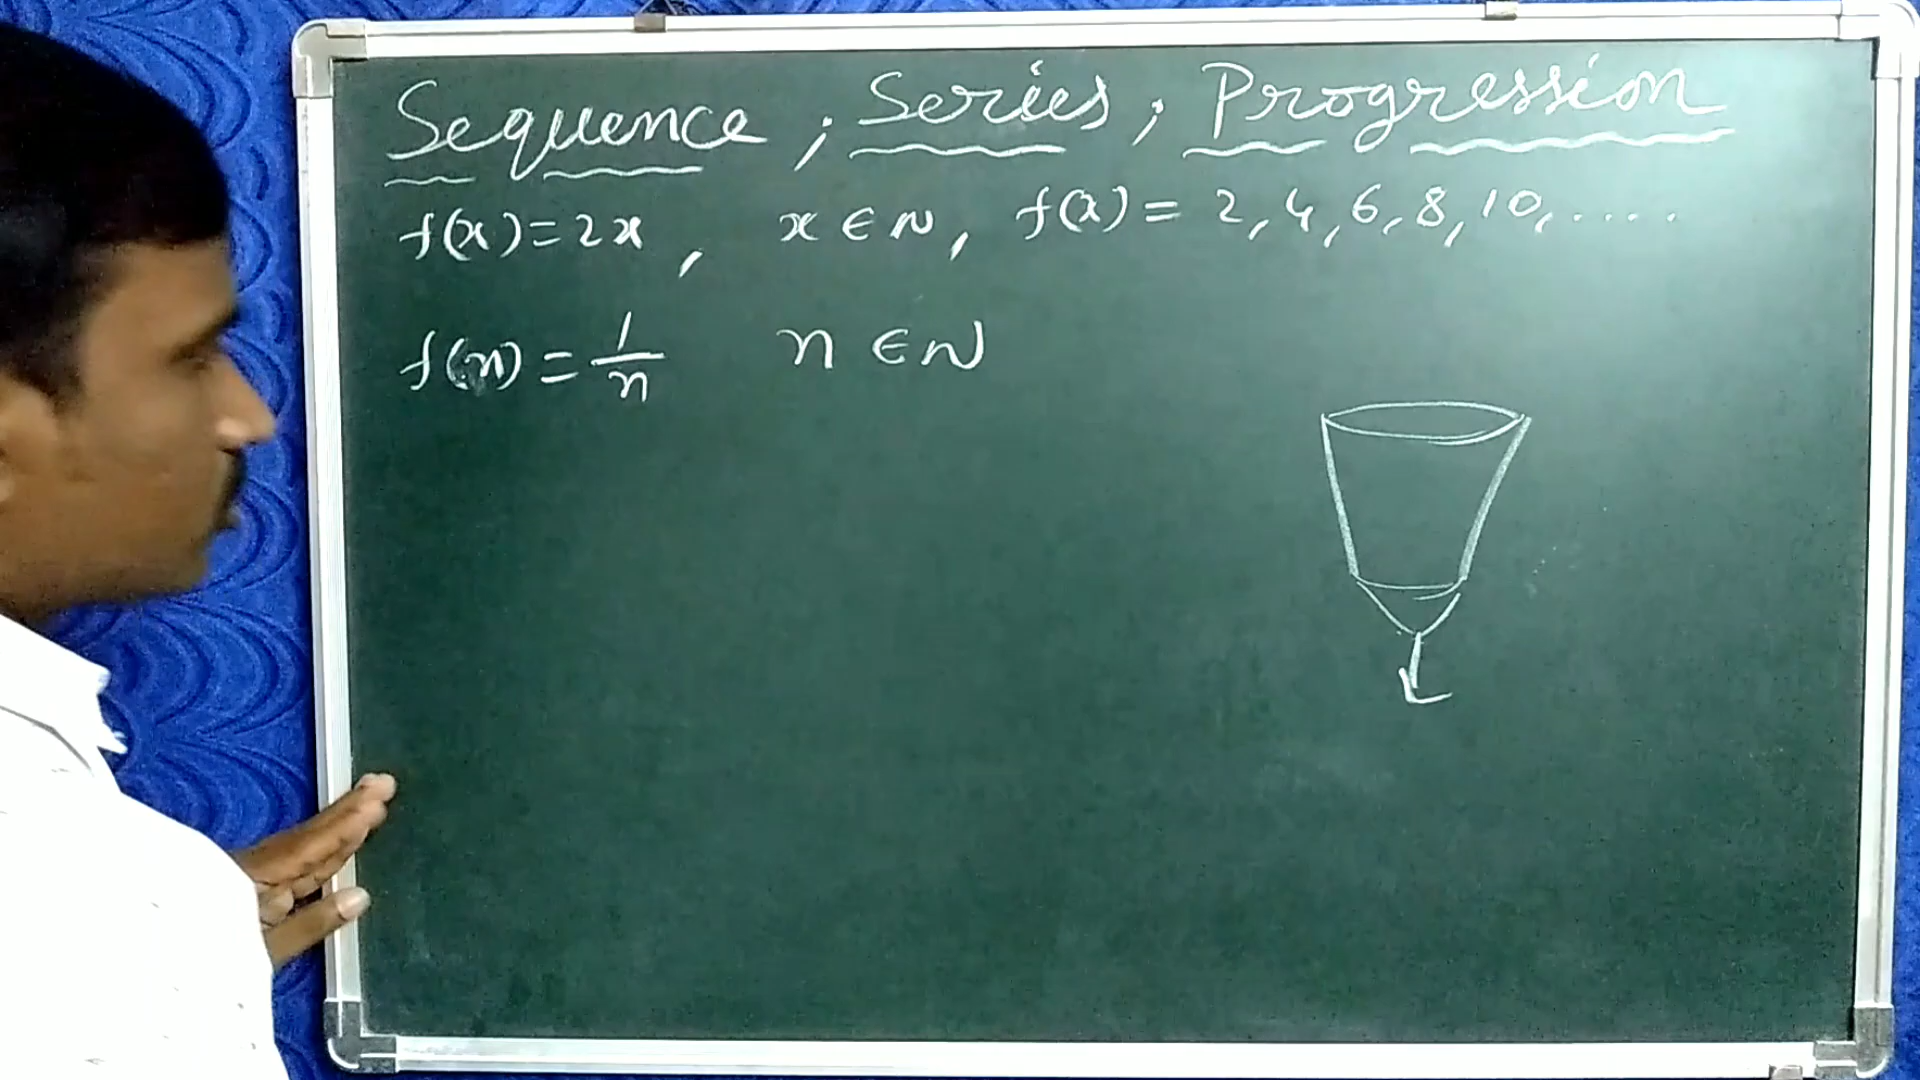 Sequence ; Series ; Progression
f(x) = 2x , x ∈ N , f(x) = 2, 4, 6, 8, 10, .....
f(n) = 1/n n ∈ N